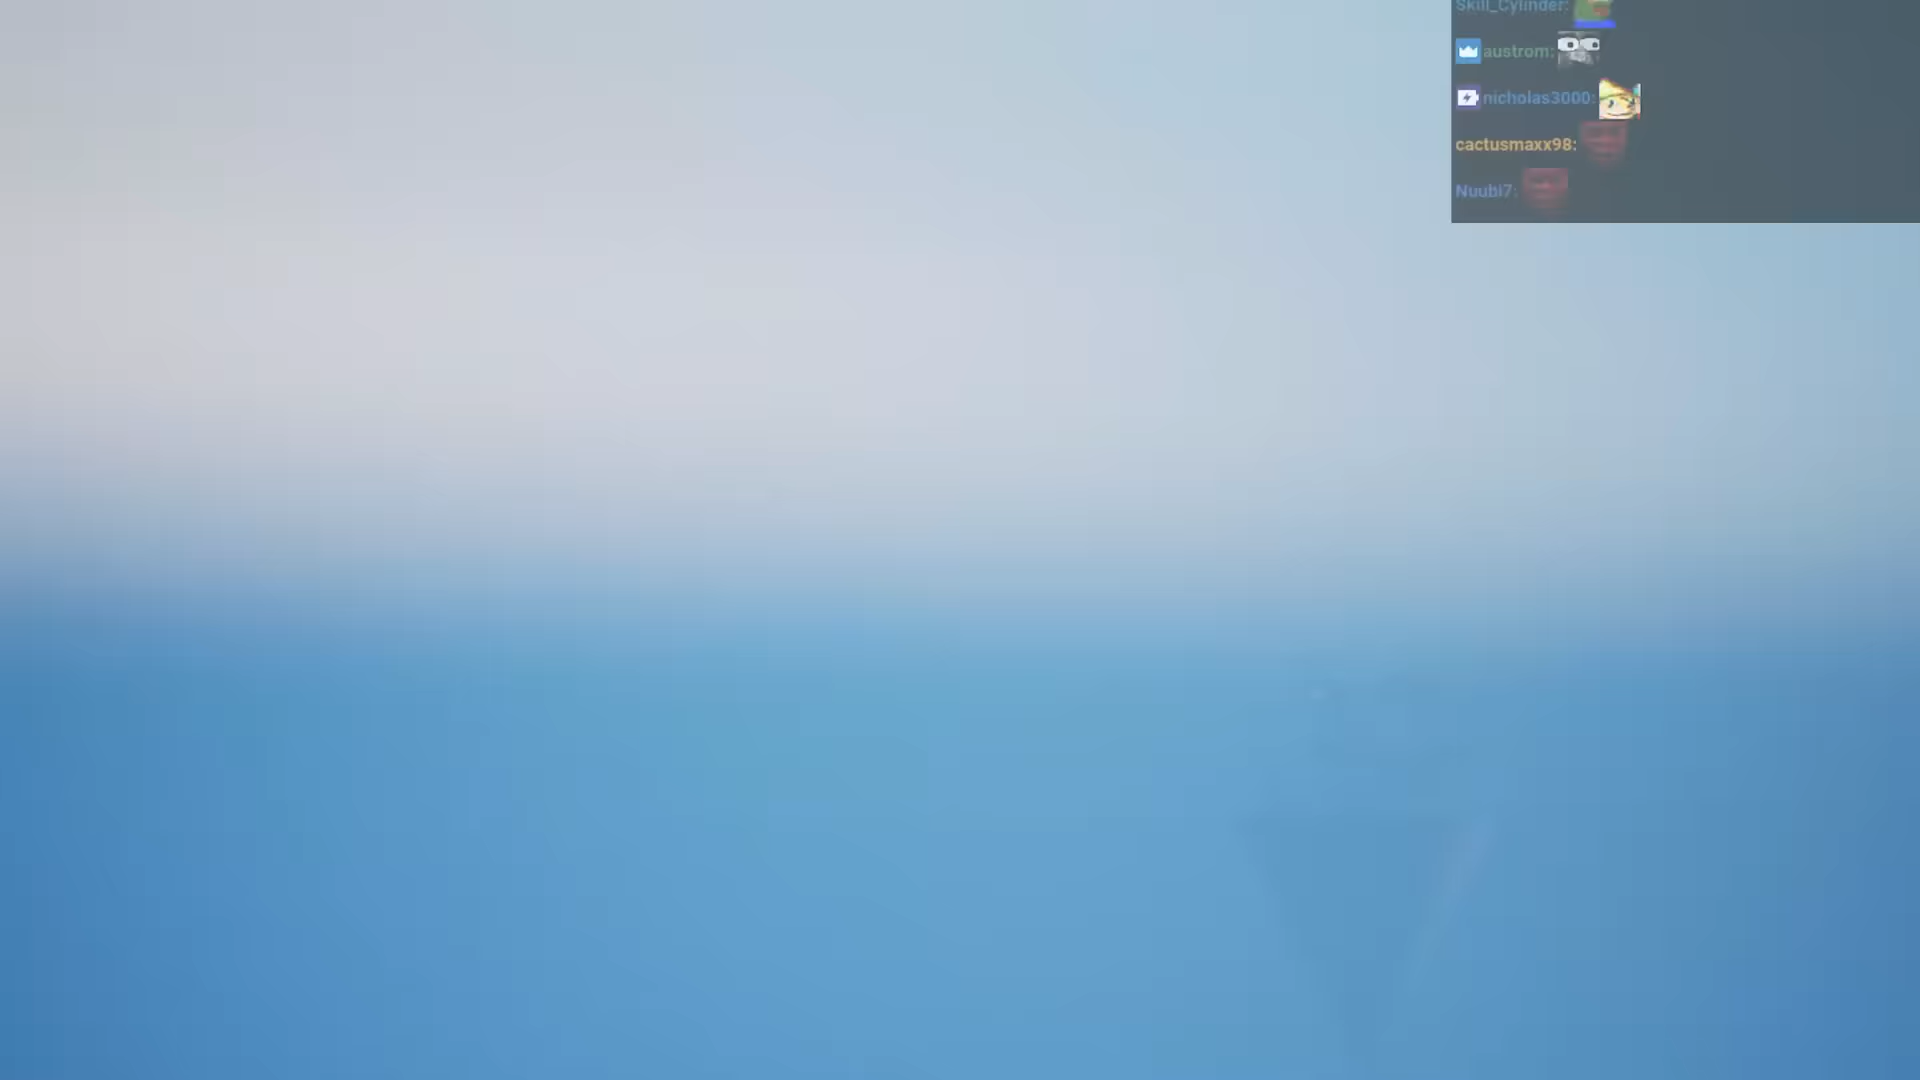 Skill_Cylinder:
austrom:
nicholas3000:
cactusmaxx98:
Nuubi7: